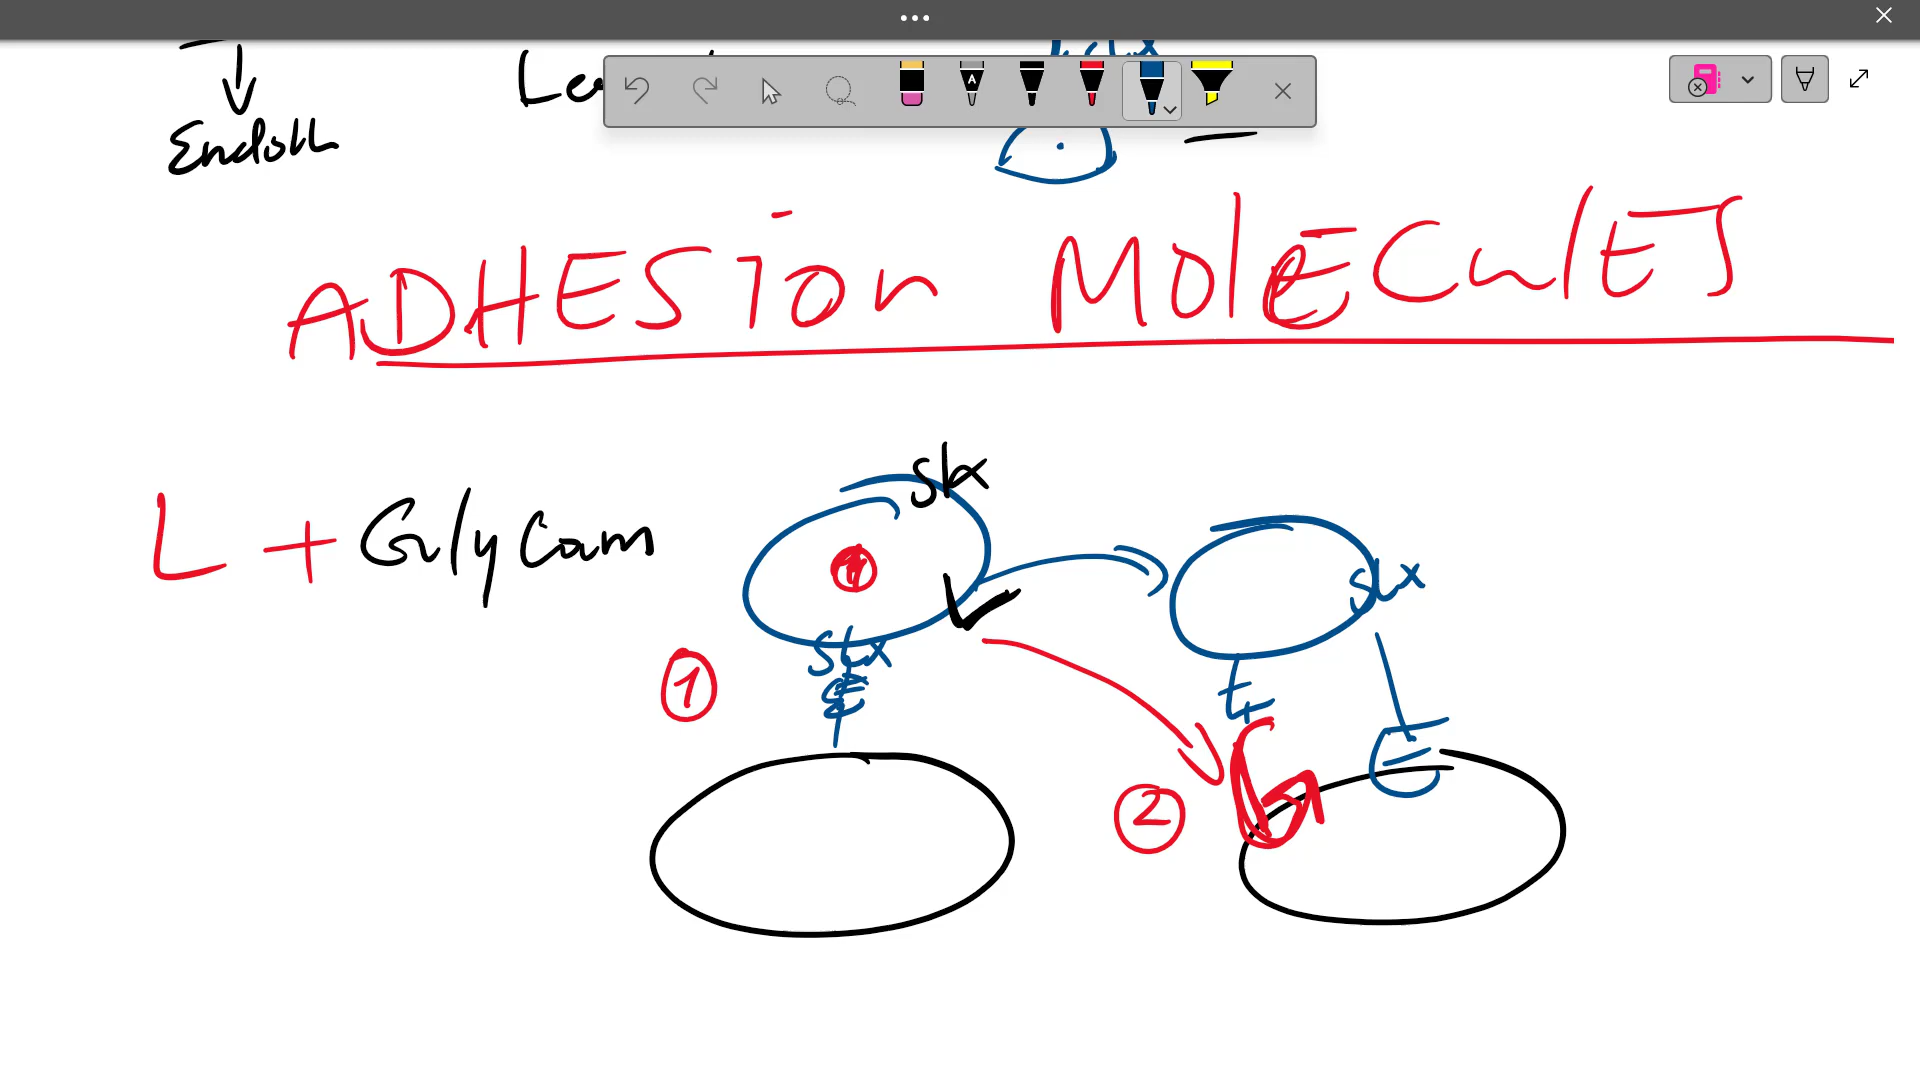 Endoth
ADHESion MOlECulES
L + GlyCam
slx
slx
slx
1
2